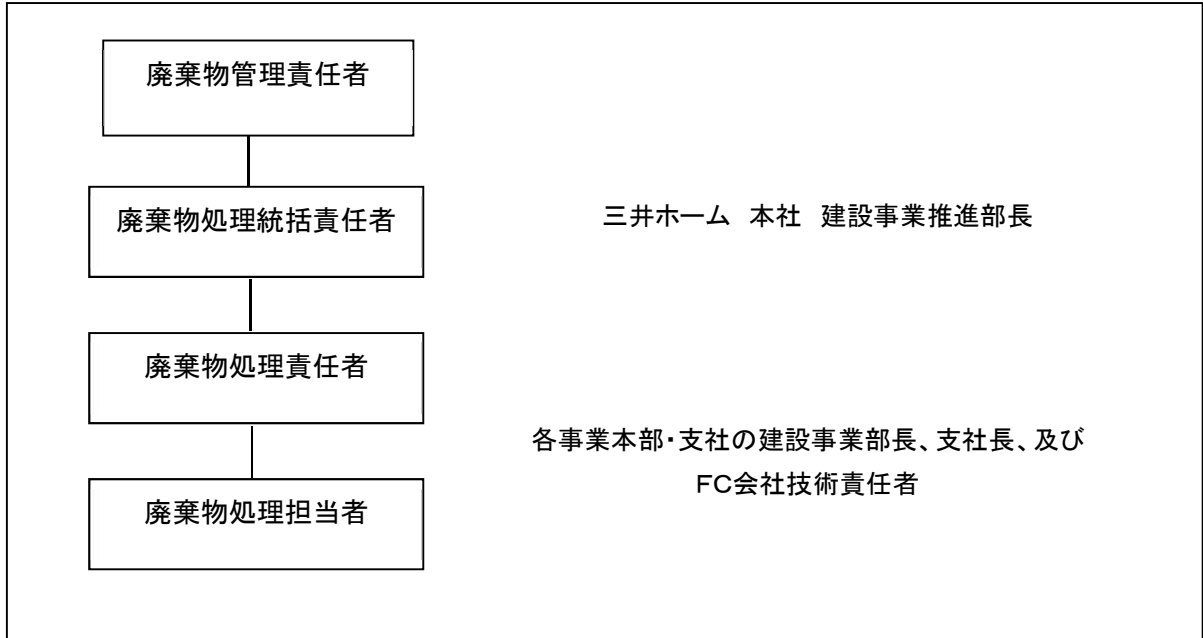 廃棄物管理責任者
廃棄物処理統括責任者
三井ホーム 本社 建設事業推進部長
廃棄物処理責任者
各事業本部・支社の建設事業部長、支社長、及び
FC会社技術責任者
廃棄物処理担当者